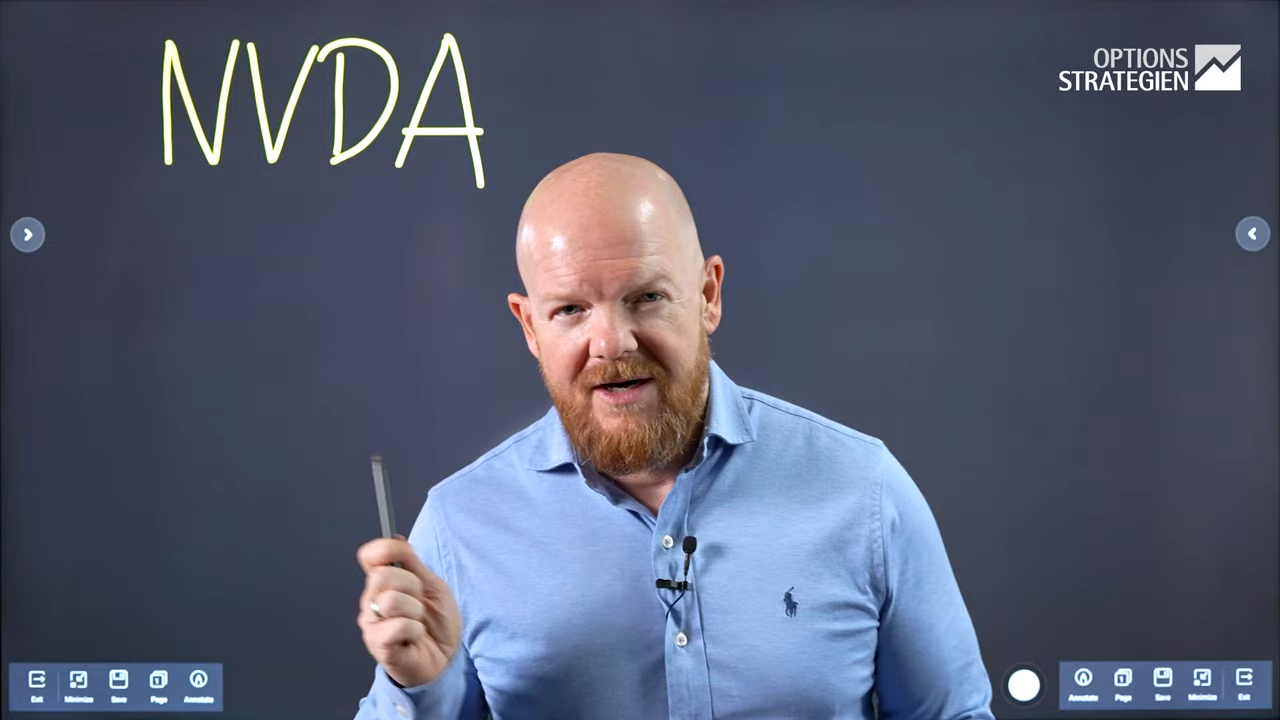 NVDA
OPTIONS
STRATEGIEN
Exit Minimize Save Page Annotate
Annotate Page Save Minimize Exit